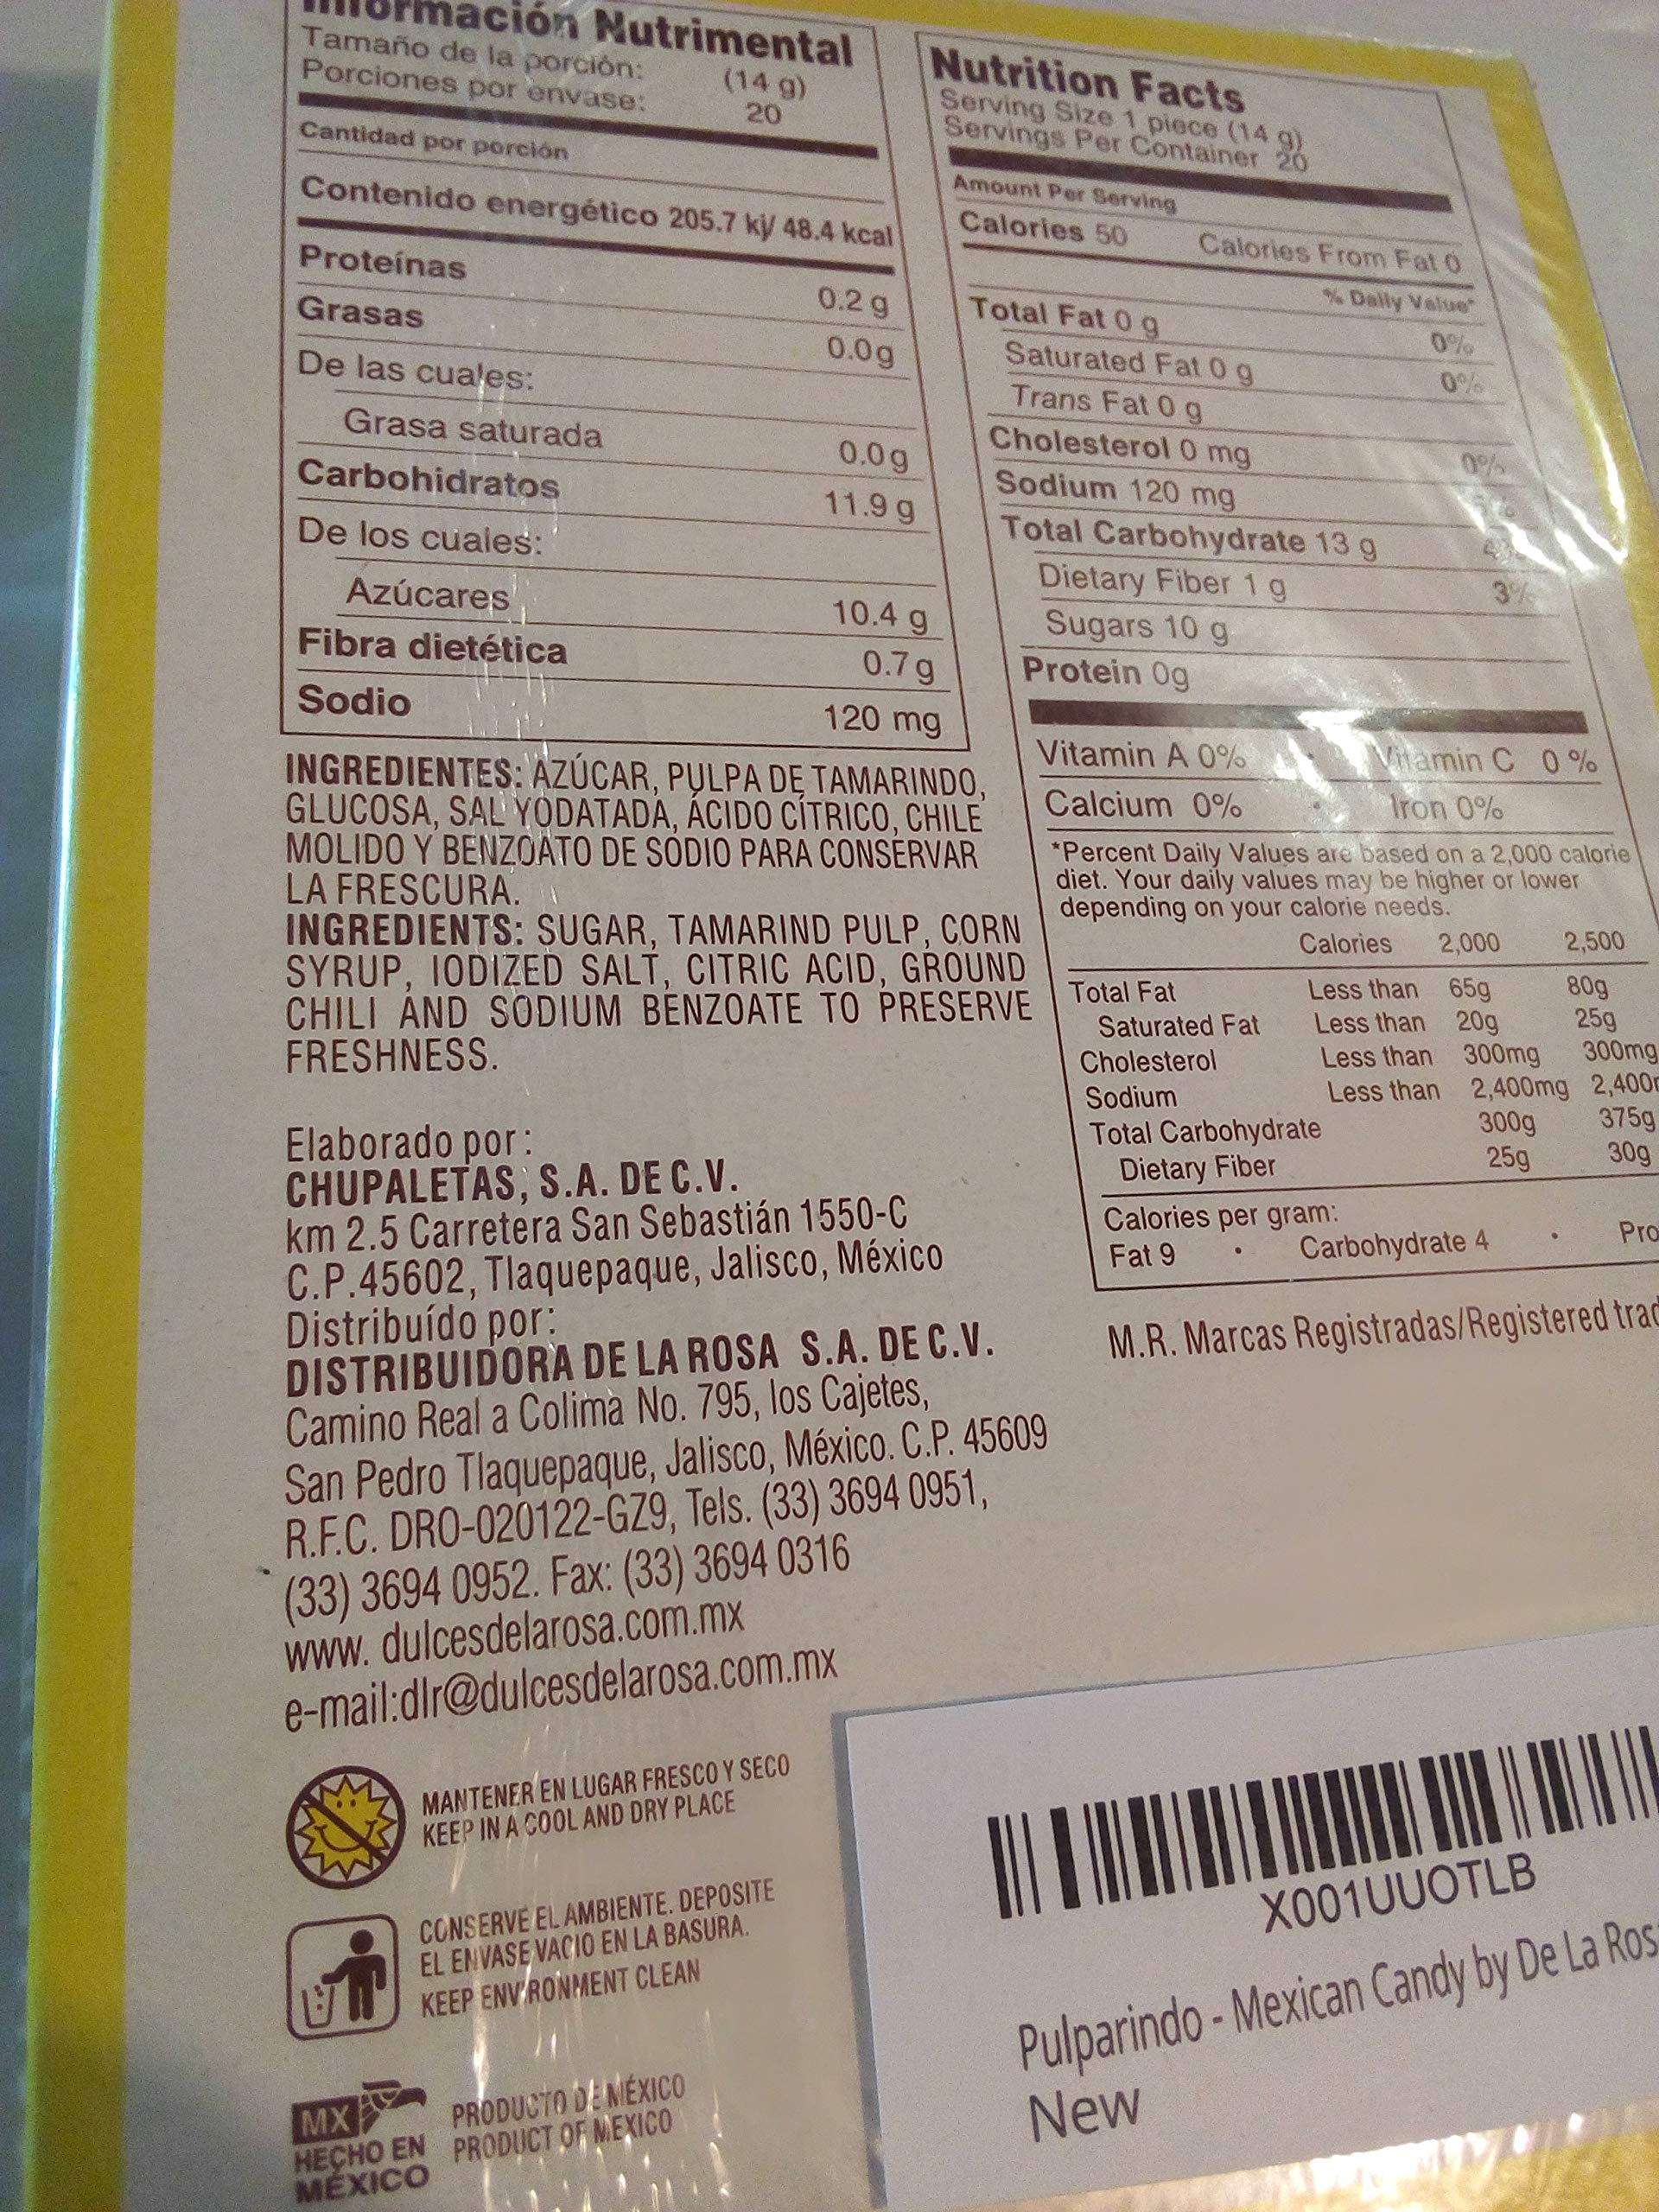 Información Nutrimental
Tamaño de la porción: (14 g)
Porciones por envase: 20
Cantidad por porción
Contenido energético 205.7 kj/ 48.4 kcal
Proteínas 0.2 g
Grasas 0.0g
De las cuales:
Grasa saturada 0.0g
Carbohidratos 11.9 g
De los cuales:
Azúcares 10.4 g
Fibra dietética 0.7g
Sodio 120 mg
INGREDIENTES: AZÚCAR, PULPA DE TAMARINDO,
GLUCOSA, SAL YODATADA, ÁCIDO CÍTRICO, CHILE
MOLIDO Y BENZOATO DE SODIO PARA CONSERVAR
LA FRESCURA.
INGREDIENTS: SUGAR, TAMARIND PULP, CORN
SYRUP, IODIZED SALT, CITRIC ACID, GROUND
CHILI AND SODIUM BENZOATE TO PRESERVE
FRESHNESS.
Elaborado por:
CHUPALETAS, S.A. DE C.V.
km 2.5 Carretera San Sebastián 1550-C
C.P.45602, Tlaquepaque, Jalisco, México
Distribuído por:
DISTRIBUIDORA DE LA ROSA S.A. DE C.V.
Camino Real a Colima No. 795, los Cajetes,
San Pedro Tlaquepaque, Jalisco, México. C.P. 45609
R.F.C. DRO-020122-GZ9, Tels. (33) 3694 0951,
(33) 3694 0952. Fax: (33) 3694 0316
www. dulcesdelarosa.com.mx
e-mail:dlr@dulcesdelarosa.com.mx
MANTENER EN LUGAR FRESCO Y SECO
KEEP IN A COOL AND DRY PLACE
CONSERVE EL AMBIENTE. DEPOSITE
EL ENVASE VACIO EN LA BASURA.
KEEP ENVIRONMENT CLEAN
MX
HECHO EN
MÉXICO
PRODUCTO DE MÉXICO
PRODUCT OF MEXICO
Nutrition Facts
Serving Size 1 piece (14 g)
Servings Per Container 20
Amount Per Serving
Calories 50 Calories From Fat 0
% Daily Value*
Total Fat 0 g 0%
Saturated Fat 0 g 0%
Trans Fat 0 g
Cholesterol 0 mg 0%
Sodium 120 mg
Total Carbohydrate 13 g
Dietary Fiber 1 g 3%
Sugars 10 g
Protein 0g
Vitamin A 0% • Vitamin C 0 %
Calcium 0% • Iron 0%
*Percent Daily Values are based on a 2,000 calorie
diet. Your daily values may be higher or lower
depending on your calorie needs.
Calories 2,000 2,500
Total Fat Less than 65g 80g
Saturated Fat Less than 20g 25g
Cholesterol Less than 300mg 300mg
Sodium Less than 2,400mg 2,400
Total Carbohydrate 300g 375g
Dietary Fiber 25g 30g
Calories per gram:
Fat 9 • Carbohydrate 4 • Pro
M.R. Marcas Registradas/Registered trad
X001UUOTLB
Pulparindo - Mexican Candy by De La Ros
New